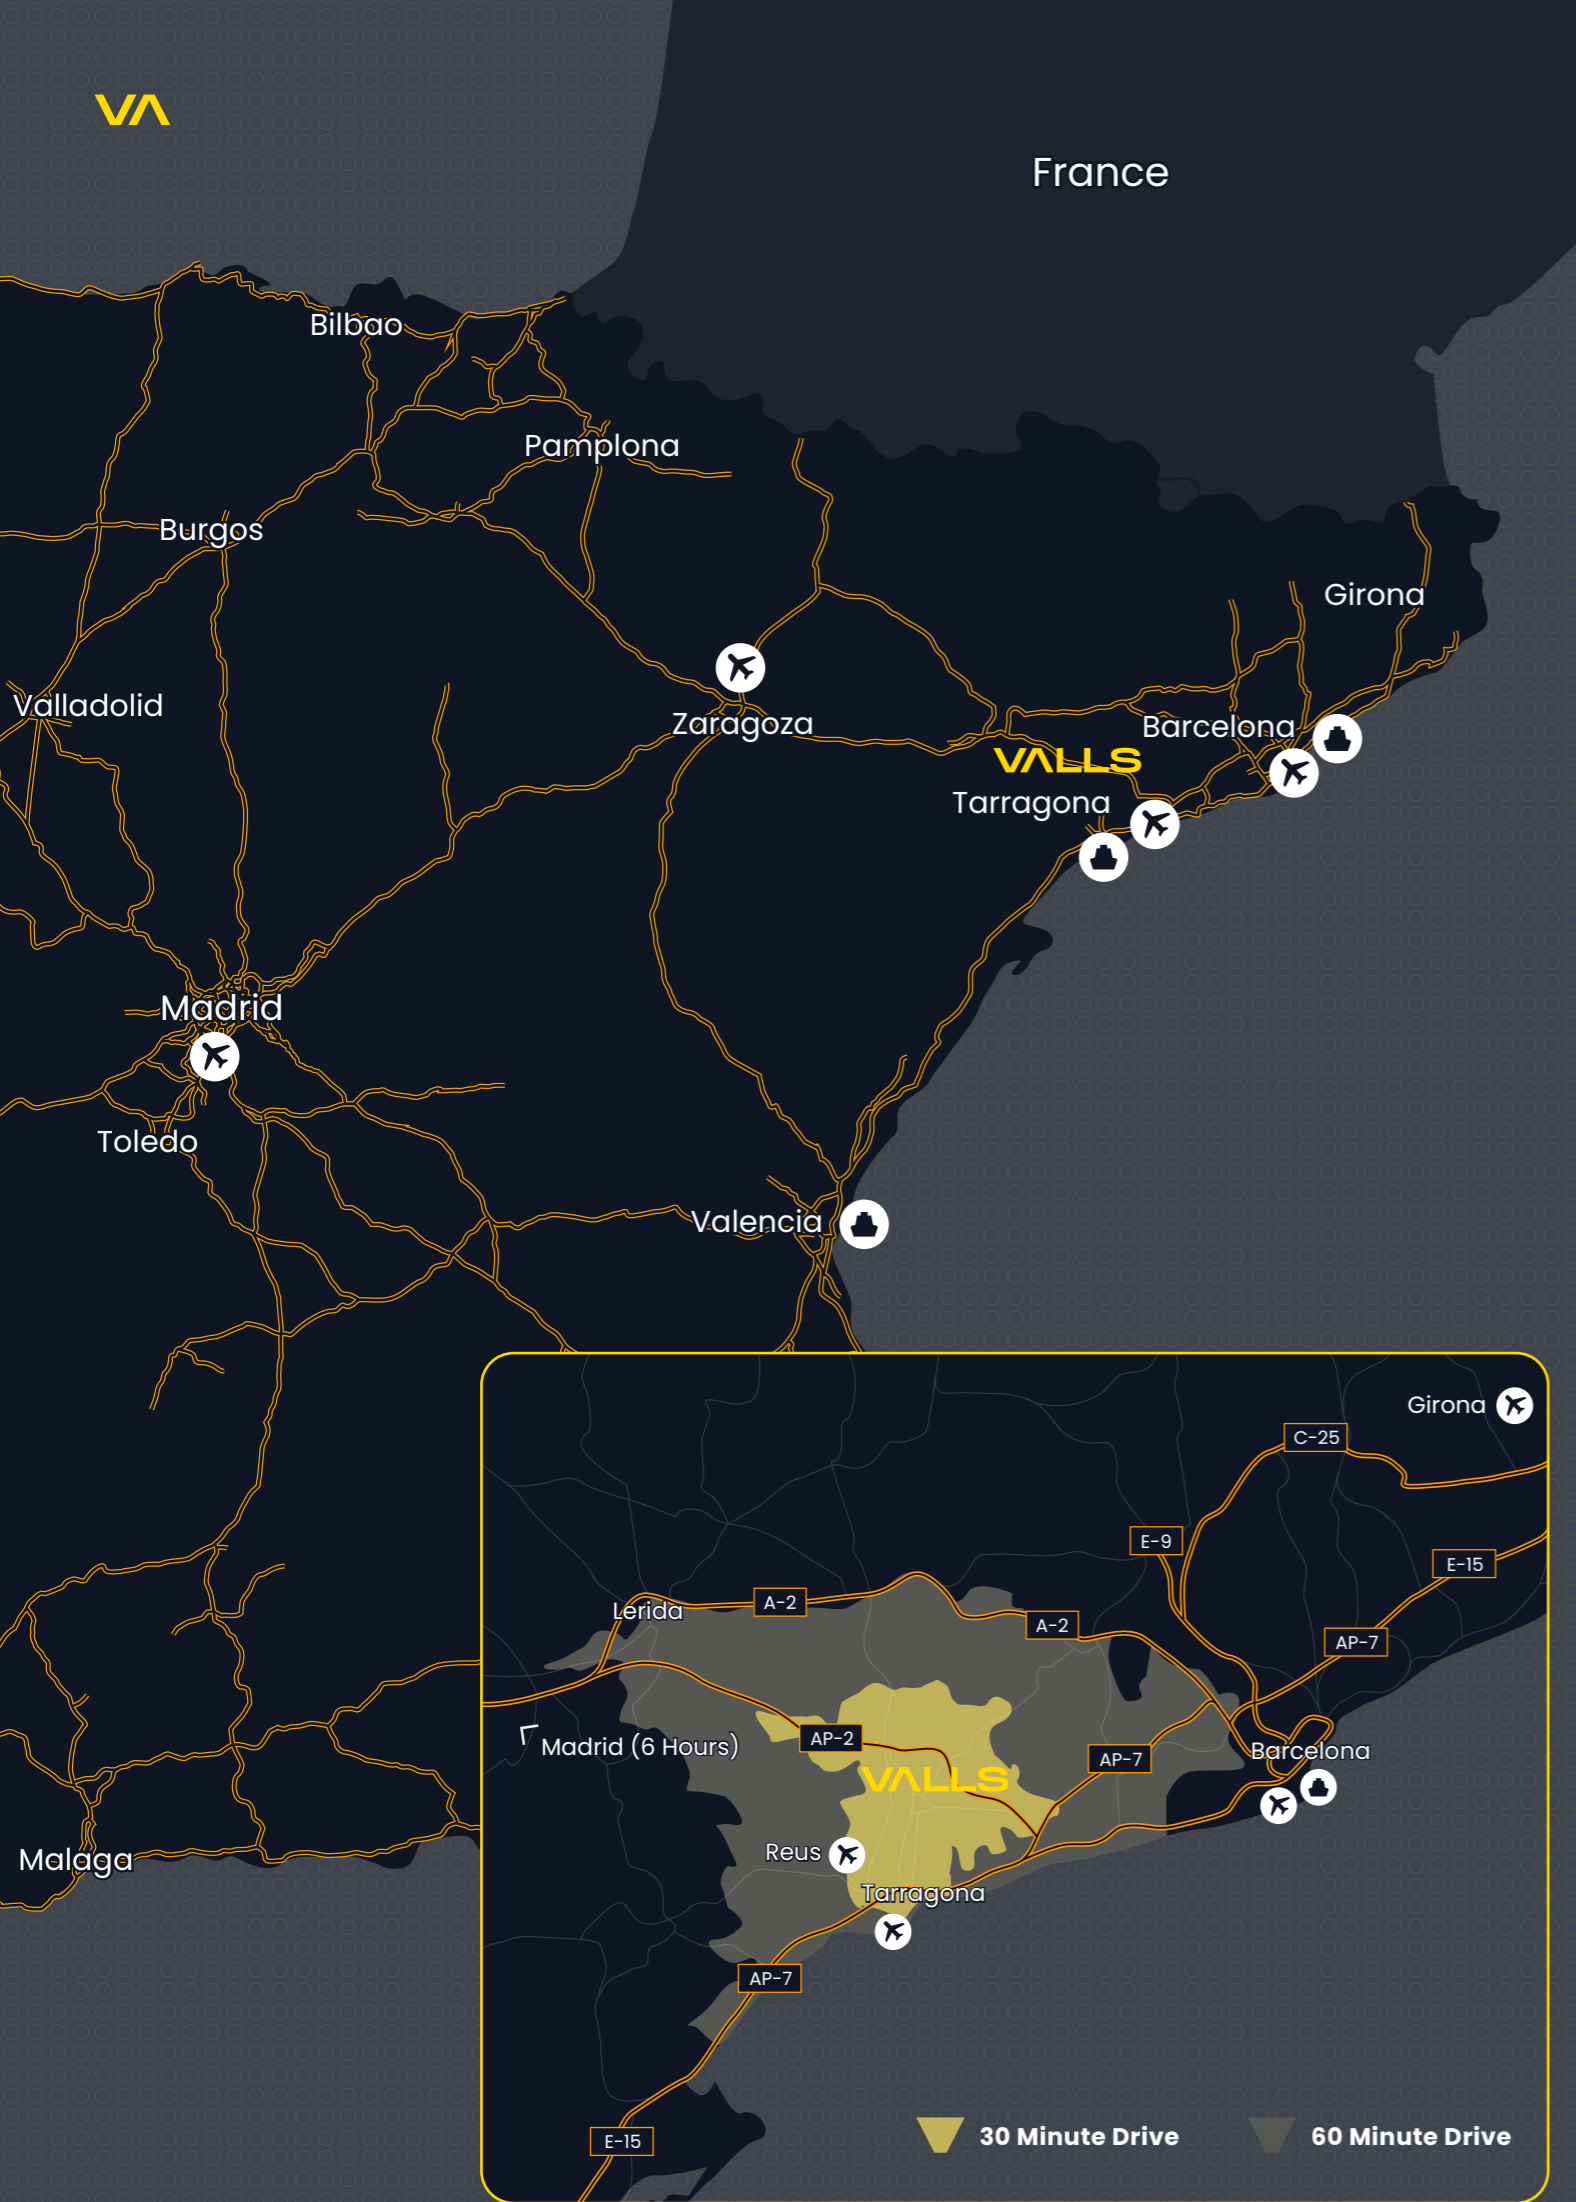 VA
France
Bilbao
Pamplona
Burgos
Girona
Valladolid
Zaragoza
Barcelona
VALLS
Tarragona
Madrid
Toledo
Valencia
Malaga
Girona
C-25
E-9
E-15
A-2
Lerida
A-2
AP-7
AP-2
Madrid (6 Hours)
Barcelona
AP-7
VALLS
Reus
Tarragona
AP-7
E-15
30 Minute Drive
60 Minute Drive